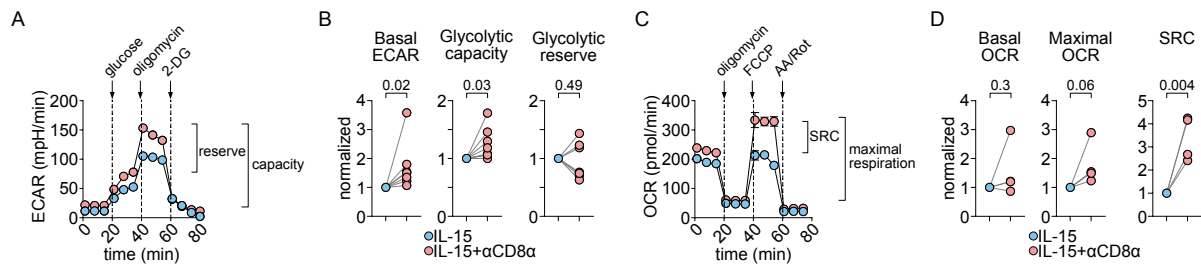 A
glucose
oligomycin
2-DG
ECAR (mpH/min)
200
150
100
50
0
0
20
40
60
80
time (min)
reserve
capacity
B
Basal
ECAR
0.02
normalized
4
3
2
1
0
Glycolytic
capacity
0.03
2
1
0
Glycolytic
reserve
0.49
2
1
0
IL-15
IL-15+αCD8α
C
oligomycin
FCCP
AA/Rot
OCR (pmol/min)
400
300
200
100
0
0
20
40
60
80
time (min)
SRC
maximal
respiration
D
Basal
OCR
0.3
normalized
4
3
2
1
0
Maximal
OCR
0.06
4
3
2
1
0
SRC
0.004
5
4
3
2
1
0
IL-15
IL-15+αCD8α